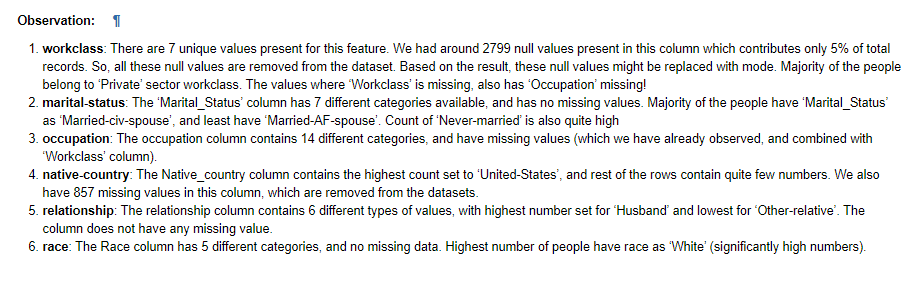 Observation: ¶
1. workclass: There are 7 unique values present for this feature. We had around 2799 null values present in this column which contributes only 5% of total
records. So, all these null values are removed from the dataset. Based on the result, these null values might be replaced with mode. Majority of the people
belong to ‘Private’ sector workclass. The values where ‘Workclass’ is missing, also has ‘Occupation’ missing!
2. marital-status: The ‘Marital_Status’ column has 7 different categories available, and has no missing values. Majority of the people have ‘Marital_Status’
as ‘Married-civ-spouse’, and least have ‘Married-AF-spouse’. Count of ‘Never-married’ is also quite high
3. occupation: The occupation column contains 14 different categories, and have missing values (which we have already observed, and combined with
‘Workclass’ column).
4. native-country: The Native_country column contains the highest count set to ‘United-States’, and rest of the rows contain quite few numbers. We also
have 857 missing values in this column, which are removed from the datasets.
5. relationship: The relationship column contains 6 different types of values, with highest number set for ‘Husband’ and lowest for ‘Other-relative’. The
column does not have any missing value.
6. race: The Race column has 5 different categories, and no missing data. Highest number of people have race as ‘White’ (significantly high numbers).